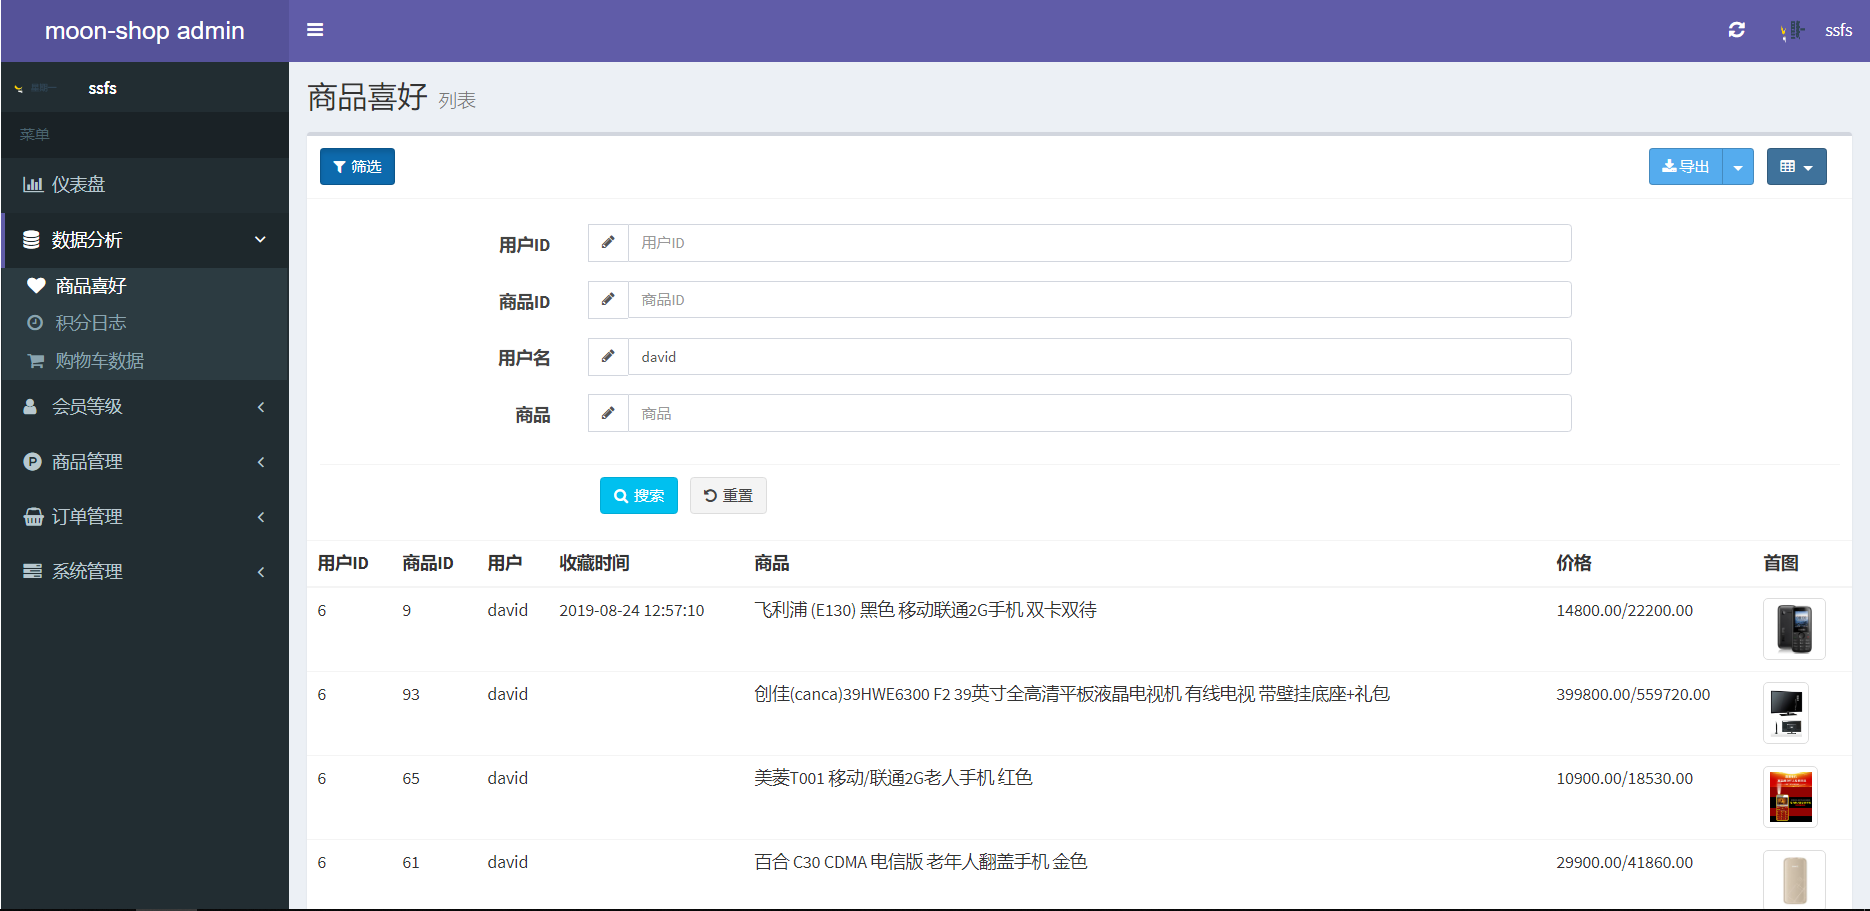 moon-shop admin
ssfs
ssfs
菜单
仪表盘
数据分析
商品喜好
积分日志
购物车数据
会员等级
商品管理
订单管理
系统管理
商品喜好 列表
筛选
导出
用户ID 用户ID
商品ID 商品ID
用户名 david
商品 商品
搜索 重置
用户ID 商品ID 用户 收藏时间 商品 价格 首图
6 9 david 2019-08-24 12:57:10 飞利浦 (E130) 黑色 移动联通2G手机 双卡双待 14800.00/22200.00
6 93 david 创佳(canca)39HWE6300 F2 39英寸全高清平板液晶电视机 有线电视 带壁挂底座+礼包 399800.00/559720.00
6 65 david 美菱T001 移动/联通2G老人手机 红色 10900.00/18530.00
6 61 david 百合 C30 CDMA 电信版 老年人翻盖手机 金色 29900.00/41860.00